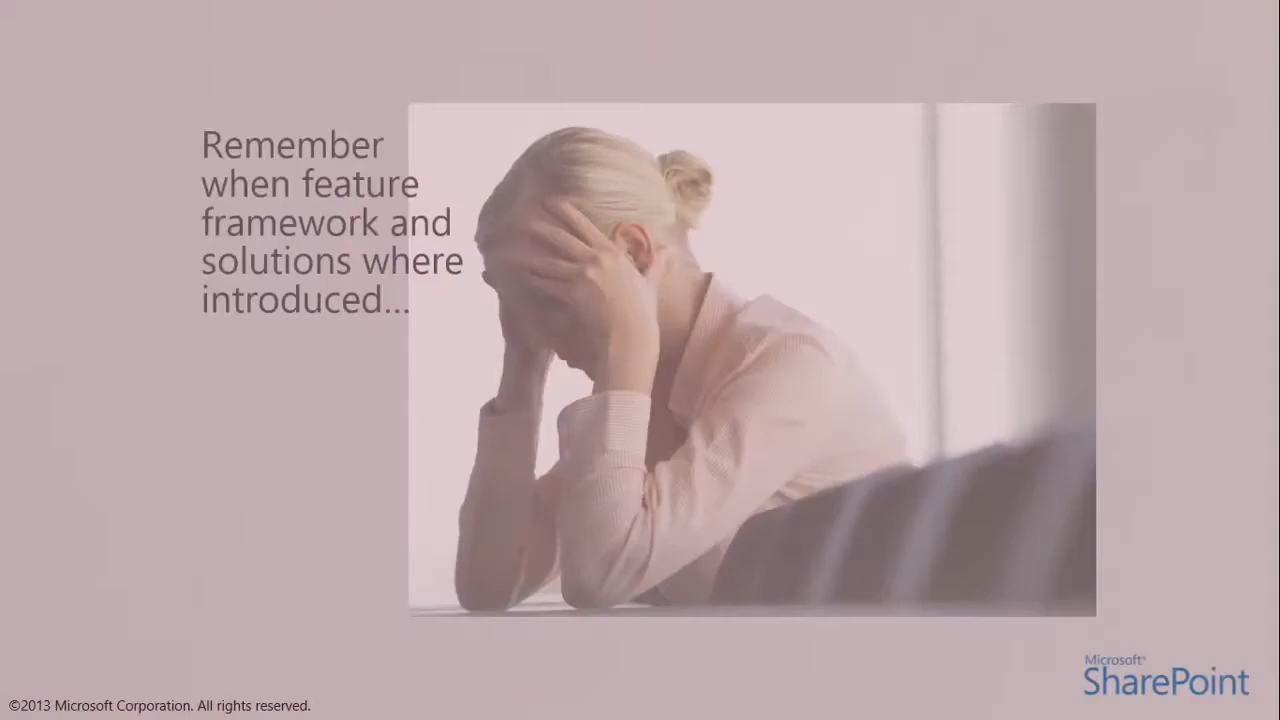 Remember
when feature
framework and
solutions where
introduced...
Microsoft®
SharePoint
©2013 Microsoft Corporation. All rights reserved.